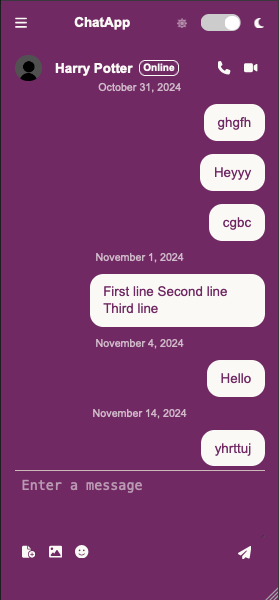 ChatApp
Harry Potter Online
October 31, 2024
ghgfh
Heyyy
cgbc
November 1, 2024
First line Second line
Third line
November 4, 2024
Hello
November 14, 2024
yhrttuj
Enter a message